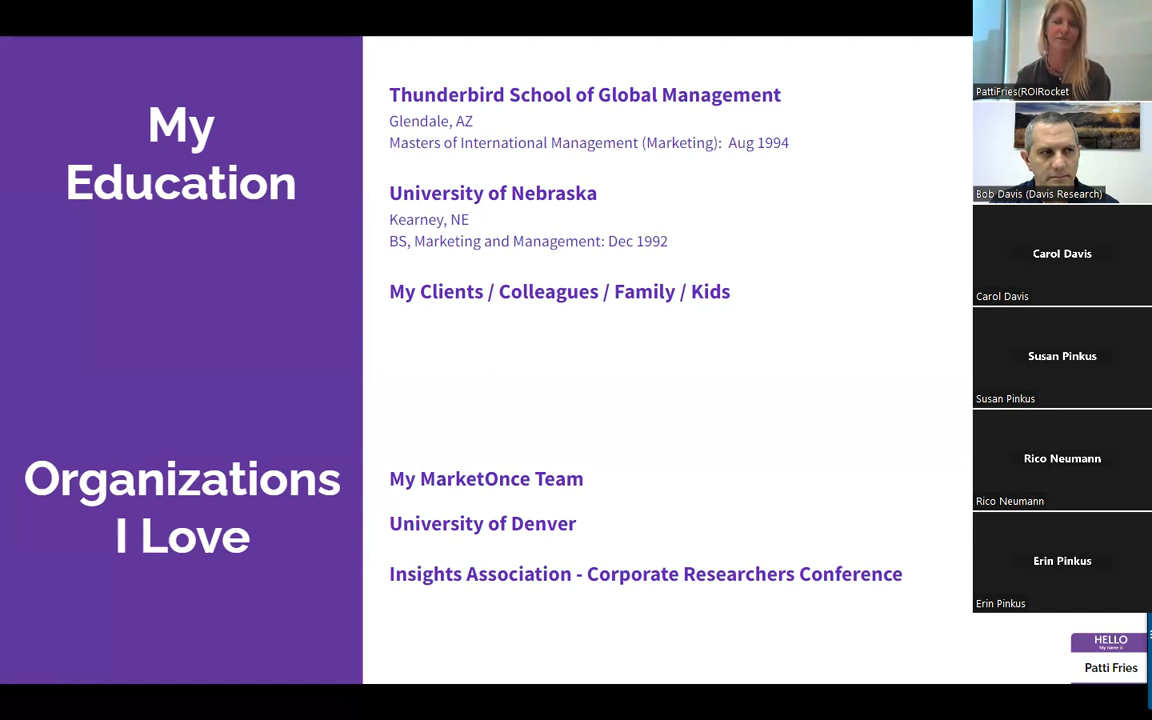 My
Education
Thunderbird School of Global Management
Glendale, AZ
Masters of International Management (Marketing): Aug 1994
University of Nebraska
Kearney, NE
BS, Marketing and Management: Dec 1992
My Clients / Colleagues / Family / Kids
Organizations
I Love
My MarketOnce Team
University of Denver
Insights Association - Corporate Researchers Conference
PattiFries(ROIRocket
Bob Davis (Davis Research)
Carol Davis
Carol Davis
Susan Pinkus
Susan Pinkus
Rico Neumann
Rico Neumann
Erin Pinkus
Erin Pinkus
HELLO
My name is
Patti Fries